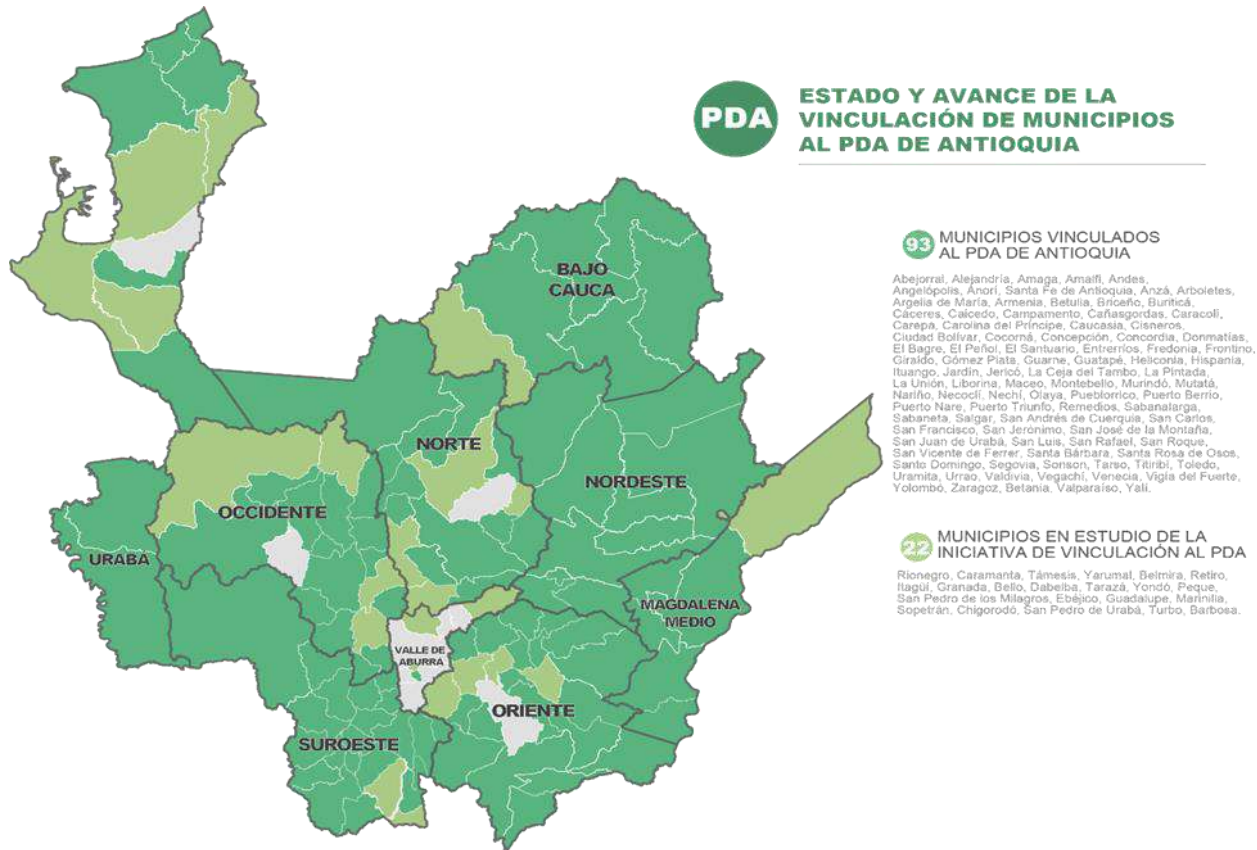 PDA
ESTADO Y AVANCE DE LA
VINCULACIÓN DE MUNICIPIOS
AL PDA DE ANTIOQUIA
93 MUNICIPIOS VINCULADOS
AL PDA DE ANTIOQUIA
Abejorral, Alejandría, Amaga, Amalfi, Andes,
Angelópolis, Anorí, Santa Fe de Antioquia, Anzá, Arboletes,
Argelia de María, Armenia, Betulia, Briceño, Buriticá,
Cáceres, Caicedo, Campamento, Cañasgordas, Caracolí,
Carepa, Carolina del Príncipe, Caucasia, Cisneros,
Ciudad Bolívar, Cocorná, Concepción, Concordia, Donmatías,
El Bagre, El Peñol, El Santuario, Entrerríos, Fredonia, Frontino,
Giraldo, Gómez Plata, Guarne, Guatapé, Heliconia, Hispania,
Ituango, Jardín, Jericó, La Ceja del Tambo, La Pintada,
La Unión, Liborina, Maceo, Montebello, Murindó, Mutatá,
Nariño, Necoclí, Nechí, Olaya, Pueblorrico, Puerto Berrio,
Puerto Nare, Puerto Triunfo, Remedios, Sabanalarga,
Sabaneta, Salgar, San Andrés de Cuerquia, San Carlos,
San Francisco, San Jerónimo, San José de la Montaña,
San Juan de Urabá, San Luis, San Rafael, San Roque,
San Vicente de Ferrer, Santa Bárbara, Santa Rosa de Osos,
Santo Domingo, Segovia, Sonson, Tarso, Titiribí, Toledo,
Uramita, Urrao, Valdivia, Vegachí, Venecia, Vigía del Fuerte,
Yolombó, Zaragoz, Betania, Valparaíso, Yalí.
22 MUNICIPIOS EN ESTUDIO DE LA
INICIATIVA DE VINCULACIÓN AL PDA
Rionegro, Caramanta, Támesis, Yarumal, Belmira, Retiro,
Itagüí, Granada, Bello, Dabeiba, Tarazá, Yondó, Peque,
San Pedro de los Milagros, Ebéjico, Guadalupe, Marinilla,
Sopetrán, Chigorodó, San Pedro de Urabá, Turbo, Barbosa.
BAJO
CAUCA
NORTE
NORDESTE
OCCIDENTE
URABA
MAGDALENA
MEDIO
VALLE DE
ABURRA
ORIENTE
SUROESTE